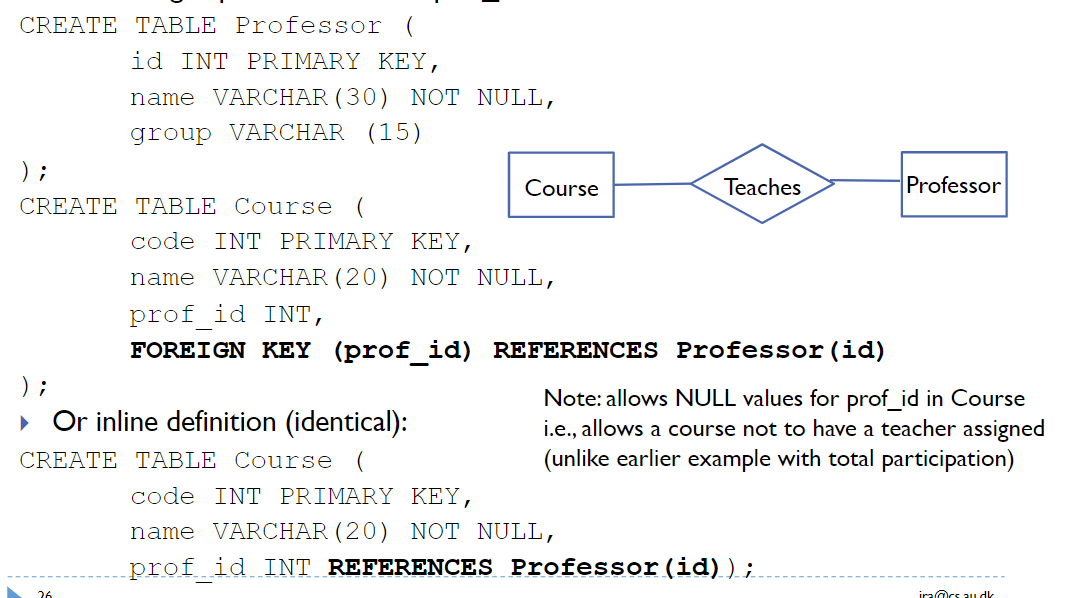 CREATE TABLE Professor (
id INT PRIMARY KEY,
name VARCHAR(30) NOT NULL,
group VARCHAR (15)
);
Course
Teaches
Professor
CREATE TABLE Course (
code INT PRIMARY KEY,
name VARCHAR(20) NOT NULL,
prof_id INT,
FOREIGN KEY (prof_id) REFERENCES Professor(id)
);
Note: allows NULL values for prof_id in Course
i.e., allows a course not to have a teacher assigned
(unlike earlier example with total participation)
Or inline definition (identical):
CREATE TABLE Course (
code INT PRIMARY KEY,
name VARCHAR(20) NOT NULL,
prof_id INT REFERENCES Professor(id));
26
ira@cs.au.dk